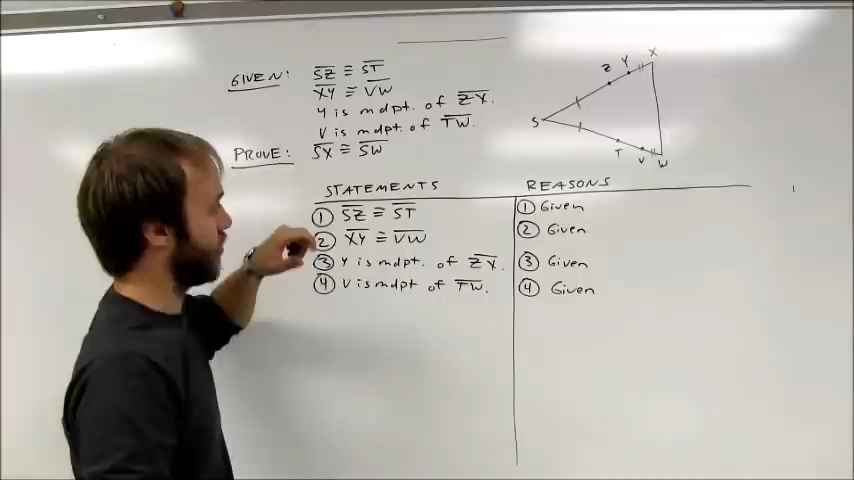 GIVEN: SZ ≅ ST
XY ≅ VW
Y is mdpt. of ZX.
V is mdpt. of TW.
PROVE: SX ≅ SW
X
Y
Z
S
T
V
W
STATEMENTS REASONS
① SZ ≅ ST ① Given
② XY ≅ VW ② Given
③ Y is mdpt. of ZX. ③ Given
④ V is mdpt of TW. ④ Given